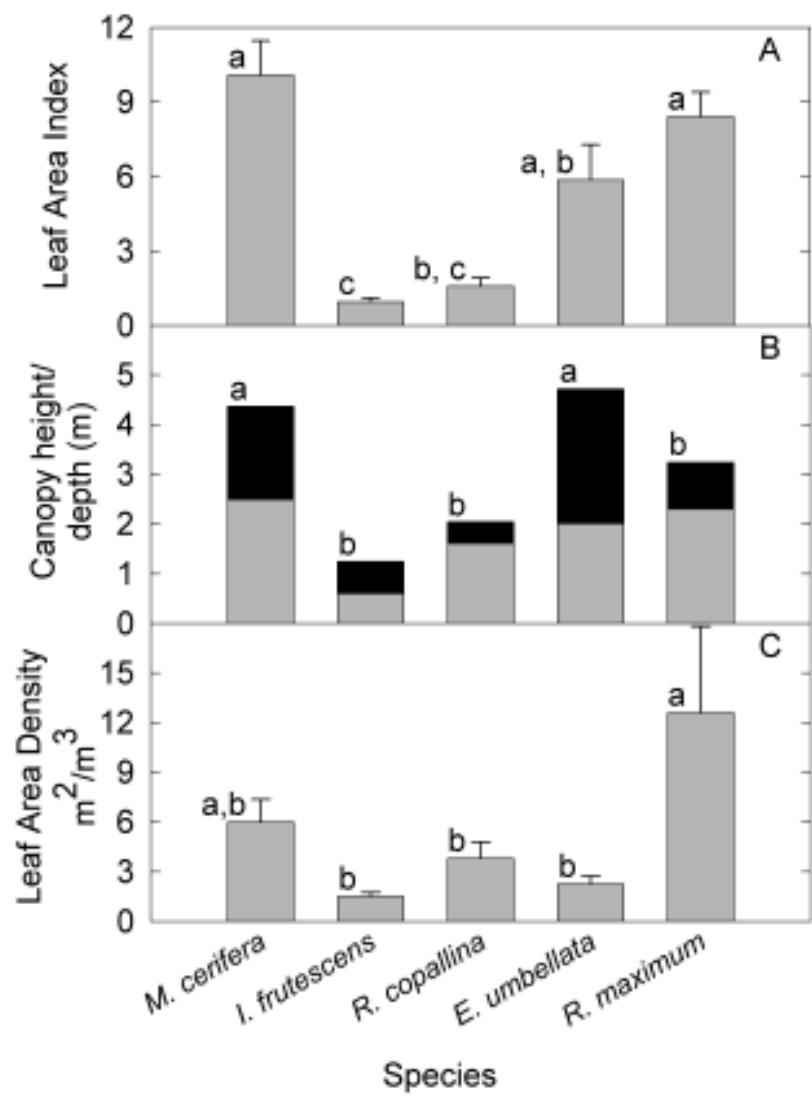 A
Leaf Area Index
12
9
6
3
0
a
c
b, c
a, b
a
B
Canopy height/
depth (m)
5
4
3
2
1
0
a
b
b
a
b
C
Leaf Area Density
m2/m3
15
12
9
6
3
0
a,b
b
b
b
a
M. cerifera
I. frutescens
R. copallina
E. umbellata
R. maximum
Species